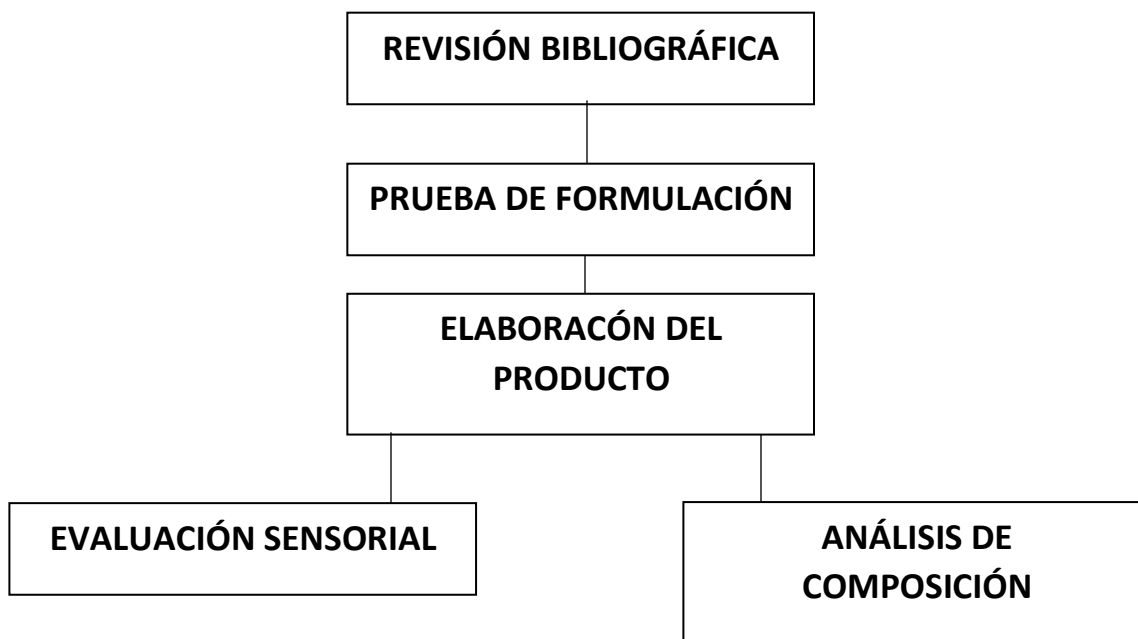 REVISIÓN BIBLIOGRÁFICA
PRUEBA DE FORMULACIÓN
ELABORACÓN DEL
PRODUCTO
EVALUACIÓN SENSORIAL
ANÁLISIS DE
COMPOSICIÓN